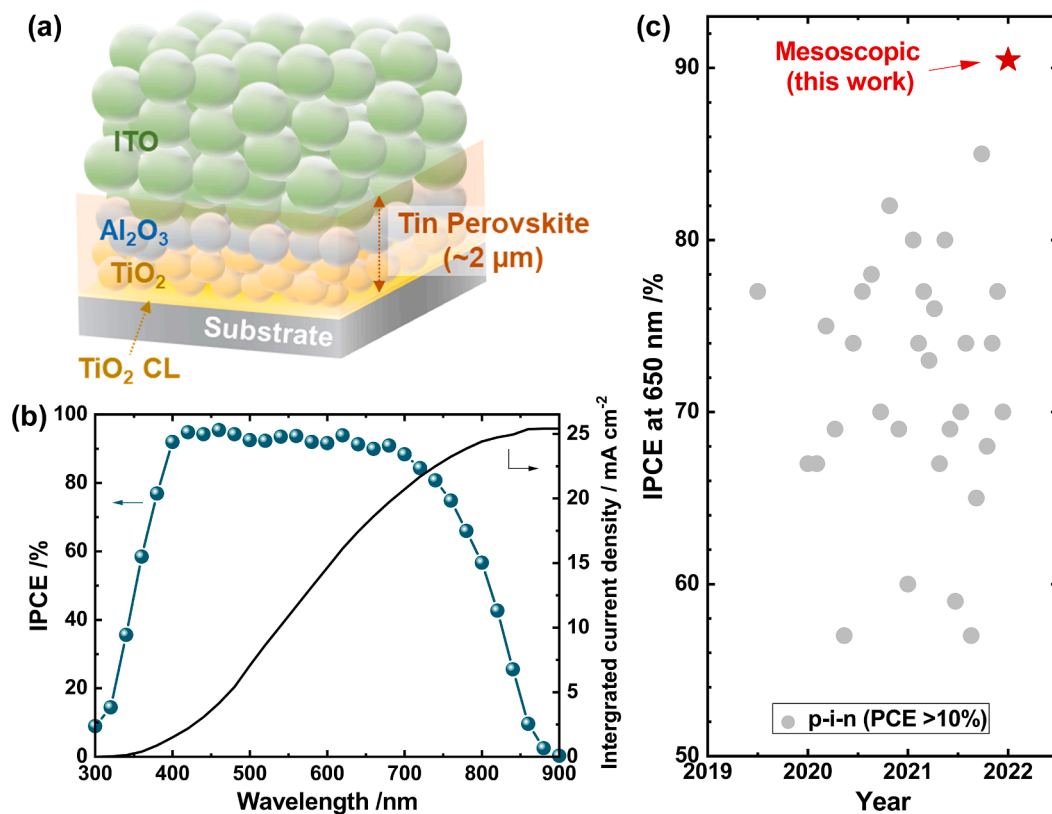 (a)
ITO
Al₂O₃
TiO₂
Tin Perovskite
(~2 μm)
Substrate
TiO₂ CL
(b)
100
80
60
40
20
0
IPCE /%
300
400
500
600
700
800
900
Wavelength /nm
25
20
15
10
5
0
Intergrated current density / mA cm⁻²
(c)
90
80
70
60
50
IPCE at 650 nm /%
Mesoscopic
(this work)
p-i-n (PCE >10%)
2019
2020
2021
2022
Year